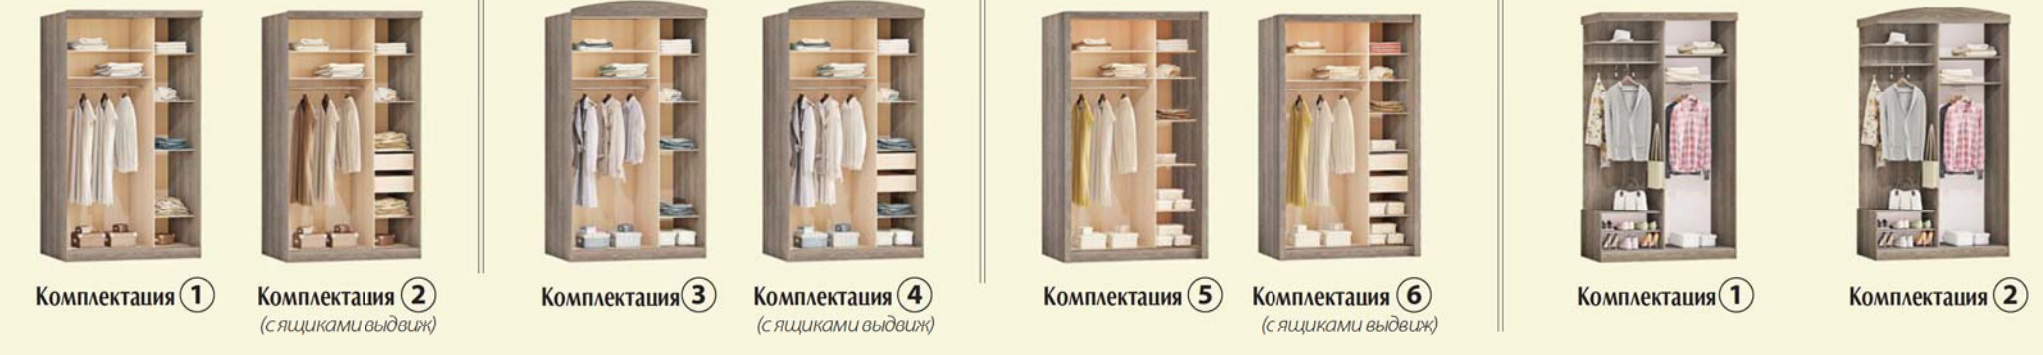 Комплектация 1
Комплектация 2
(с ящиками выдвиж)
Комплектация 3
Комплектация 4
(с ящиками выдвиж)
Комплектация 5
Комплектация 6
(с ящиками выдвиж)
Комплектация 1
Комплектация 2